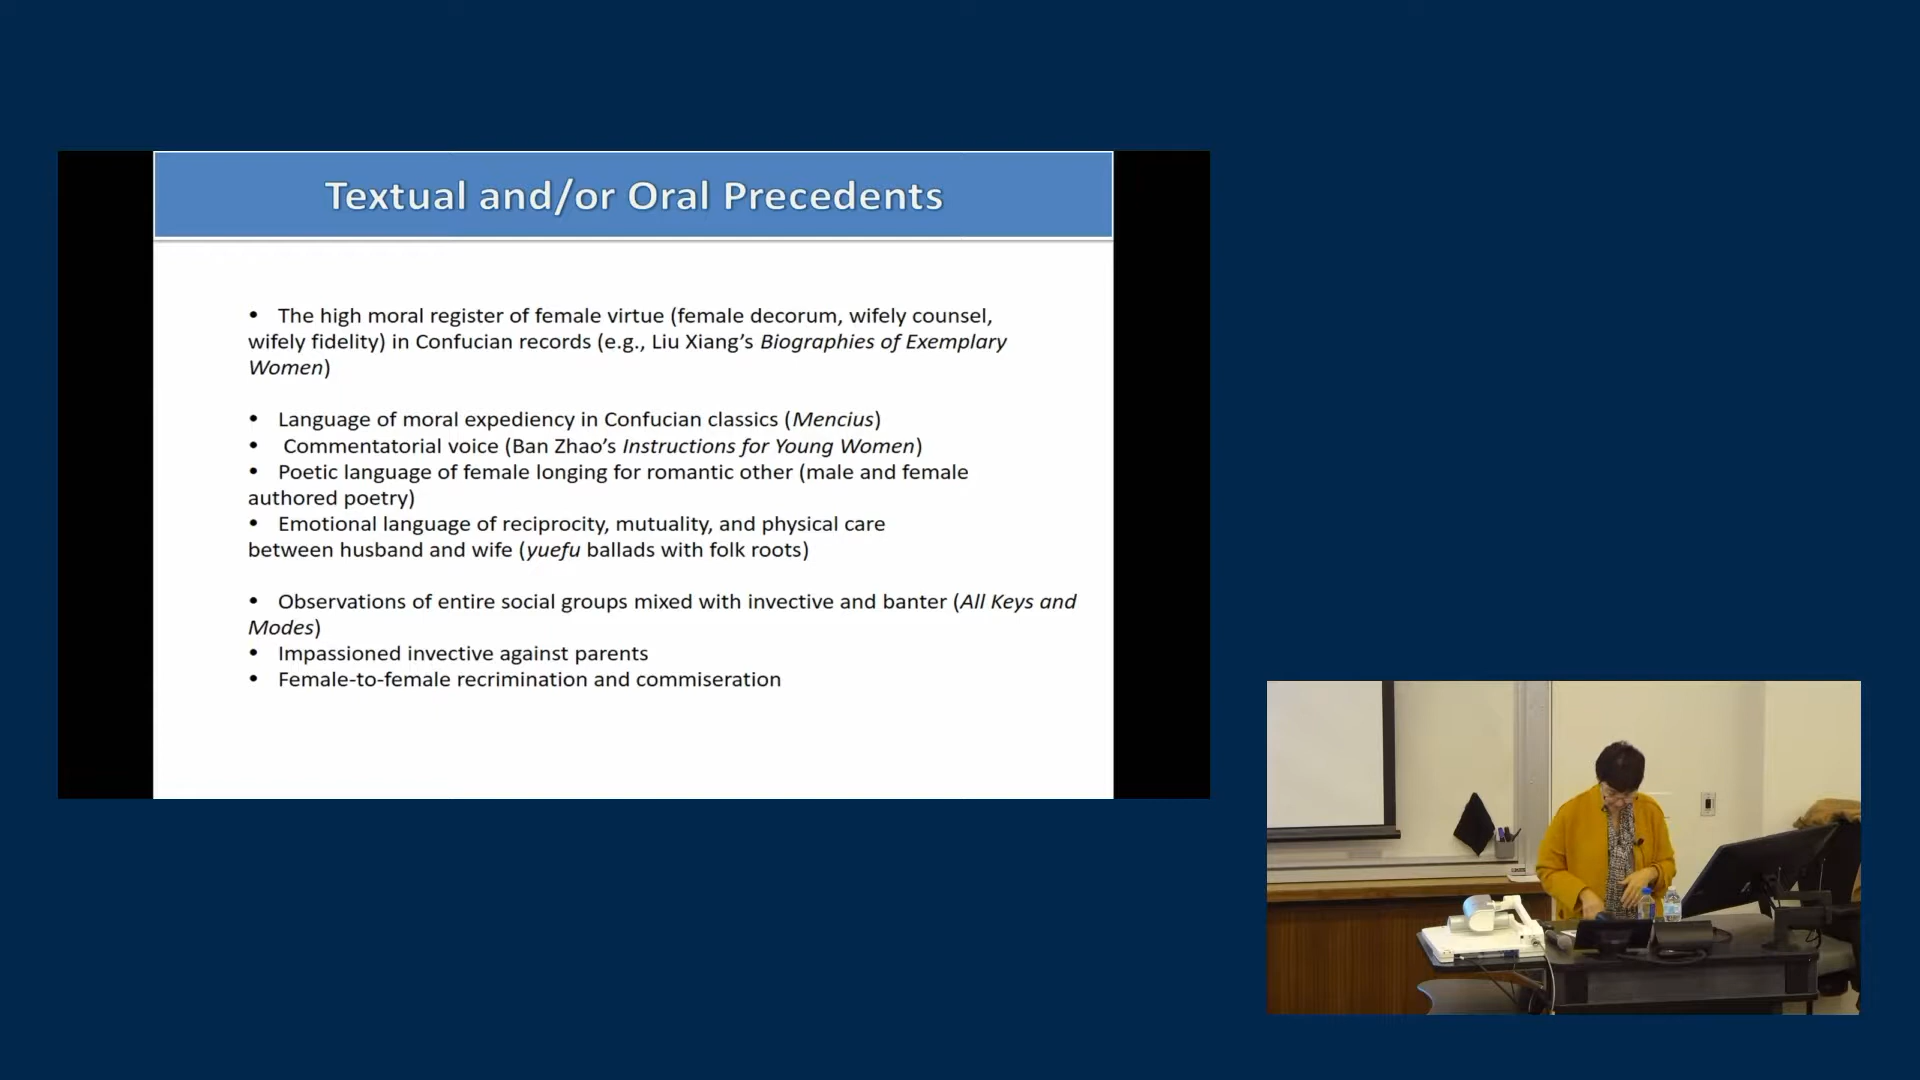 Textual and/or Oral Precedents
• The high moral register of female virtue (female decorum, wifely counsel,
wifely fidelity) in Confucian records (e.g., Liu Xiang’s Biographies of Exemplary
Women)
• Language of moral expediency in Confucian classics (Mencius)
• Commentatorial voice (Ban Zhao’s Instructions for Young Women)
• Poetic language of female longing for romantic other (male and female
authored poetry)
• Emotional language of reciprocity, mutuality, and physical care
between husband and wife (yuefu ballads with folk roots)
• Observations of entire social groups mixed with invective and banter (All Keys and
Modes)
• Impassioned invective against parents
• Female-to-female recrimination and commiseration